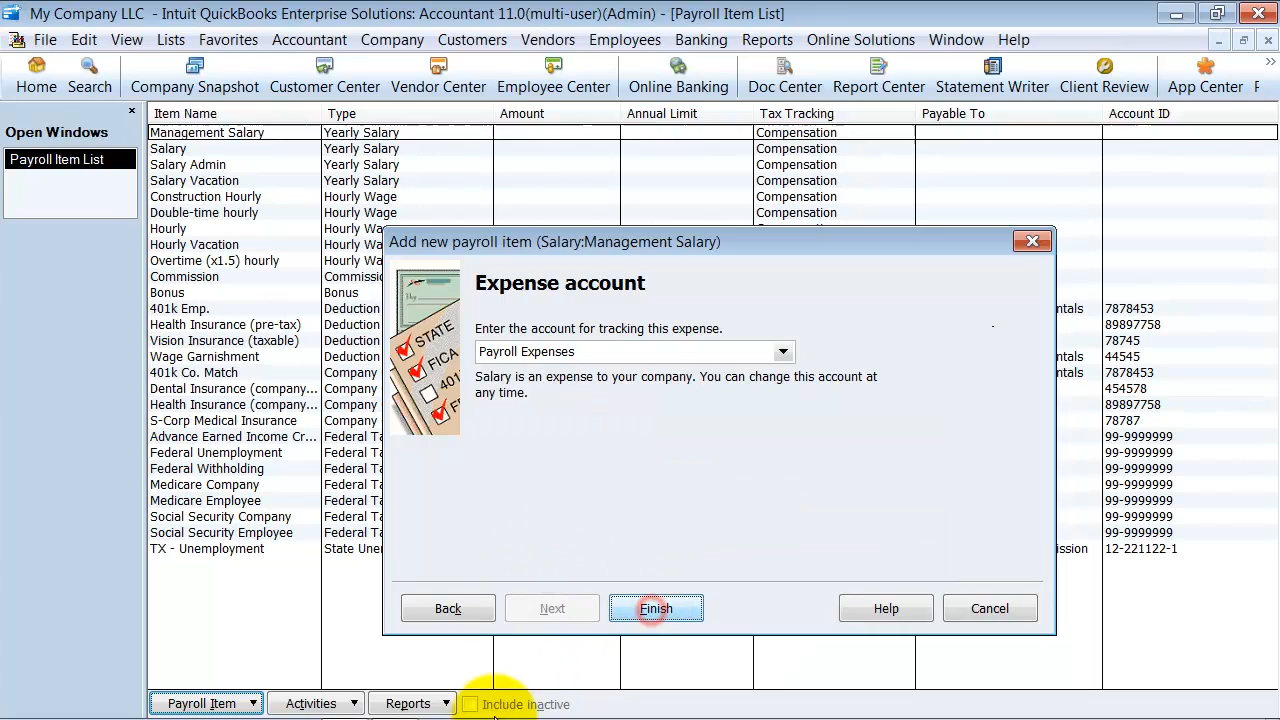 My Company LLC - Intuit QuickBooks Enterprise Solutions: Accountant 11.0(multi-user)(Admin) - [Payroll Item List]
File Edit View Lists Favorites Accountant Company Customers Vendors Employees Banking Reports Online Solutions Window Help
Home Search Company Snapshot Customer Center Vendor Center Employee Center Online Banking Doc Center Report Center Statement Writer Client Review App Center
Open Windows
Payroll Item List
Item Name Type Amount Annual Limit Tax Tracking Payable To Account ID
Management Salary Yearly Salary Compensation
Salary Yearly Salary Compensation
Salary Admin Yearly Salary Compensation
Salary Vacation Yearly Salary Compensation
Construction Hourly Hourly Wage Compensation
Double-time hourly Hourly Wage Compensation
Hourly Hourly Wage
Hourly Vacation Hourly Wa
Overtime (x1.5) hourly Hourly Wa
Commission Commissi
Bonus Bonus
401k Emp. Deduction ntals 7878453
Health Insurance (pre-tax) Deduction 89897758
Vision Insurance (taxable) Deduction 78745
Wage Garnishment Deduction ntals 44545
401k Co. Match Company ntals 7878453
Dental Insurance (company... Company 454578
Health Insurance (company... Company 89897758
S-Corp Medical Insurance Company 78787
Advance Earned Income Cr... Federal Ta 99-9999999
Federal Unemployment Federal Ta 99-9999999
Federal Withholding Federal Ta 99-9999999
Medicare Company Federal Ta 99-9999999
Medicare Employee Federal Ta 99-9999999
Social Security Company Federal Ta 99-9999999
Social Security Employee Federal Ta 99-9999999
TX - Unemployment State Une ission 12-221122-1
Add new payroll item (Salary:Management Salary)
STATE
FICA
401
Expense account
Enter the account for tracking this expense.
Payroll Expenses
Salary is an expense to your company. You can change this account at
any time.
Back Next Finish Help Cancel
Payroll Item Activities Reports Include inactive